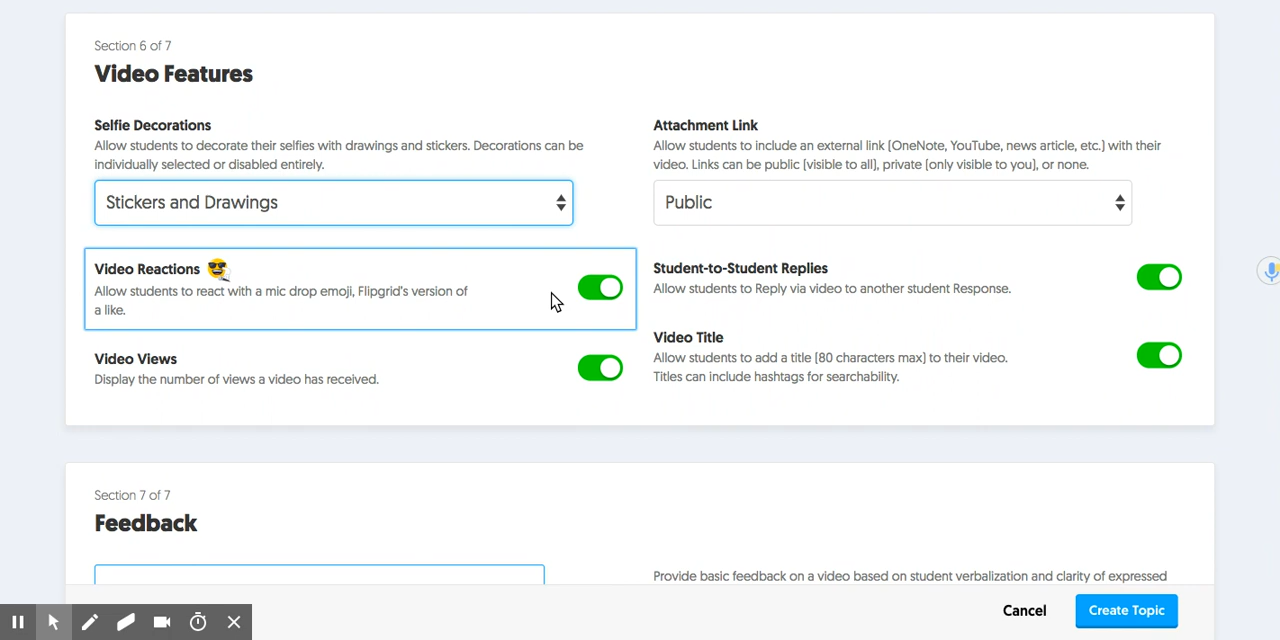 Section 6 of 7
Video Features
Selfie Decorations
Allow students to decorate their selfies with drawings and stickers. Decorations can be
individually selected or disabled entirely.
Stickers and Drawings
Attachment Link
Allow students to include an external link [OneNote, YouTube, news article, etc.] with their
video. Links can be public [visible to all], private [only visible to you], or none.
Public
Video Reactions
Allow students to react with a mic drop emoji, Flipgrid's version of
a like.
Student-to-Student Replies
Allow students to Reply via video to another student Response.
Video Views
Display the number of views a video has received.
Video Title
Allow students to add a title [80 characters max] to their video.
Titles can include hashtags for searchability.
Section 7 of 7
Feedback
Provide basic feedback on a video based on student verbalization and clarity of expressed
Cancel
Create Topic